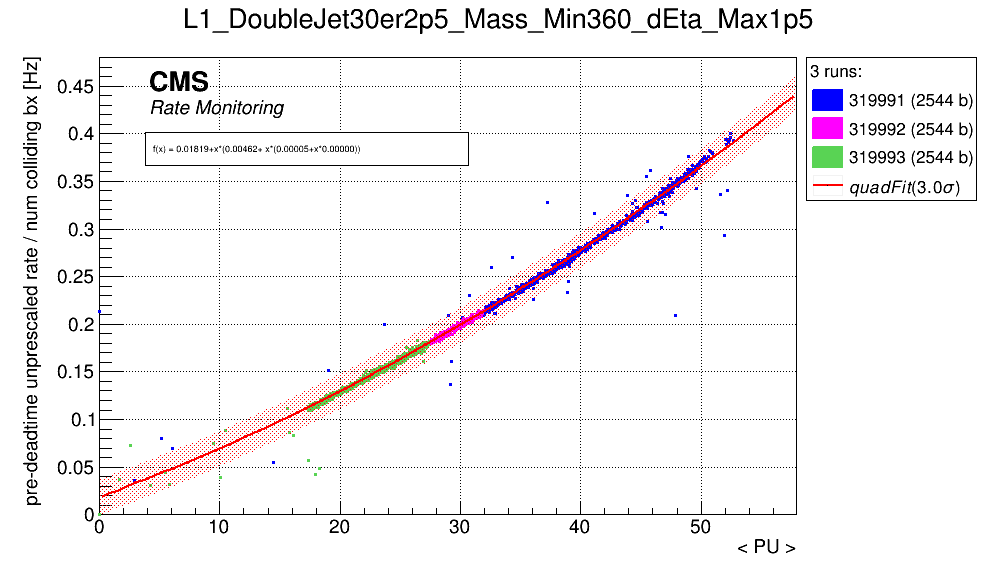 L1_DoubleJet30er2p5_Mass_Min360_dEta_Max1p5
pre-deadtime unprescaled rate / num colliding bx [Hz]
CMS
Rate Monitoring
f(x) = 0.01819+x*(0.00462+ x*(0.00005+x*0.00000))
0.45
0.4
0.35
0.3
0.25
0.2
0.15
0.1
0.05
0
0 10 20 30 40 50
< PU >
3 runs:
319991 (2544 b)
319992 (2544 b)
319993 (2544 b)
quadFit(3.0σ)